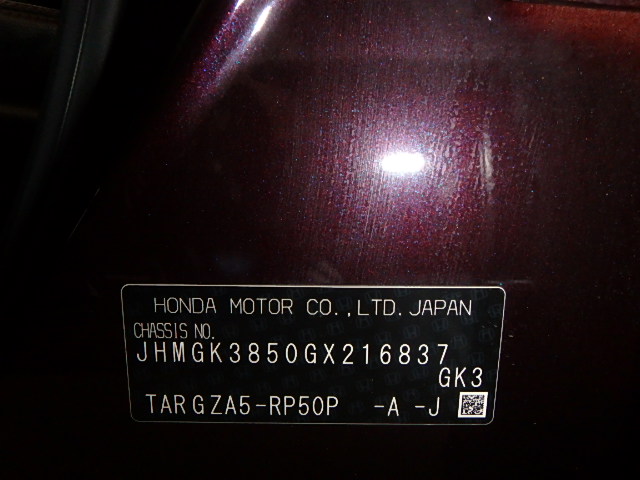 HONDA MOTOR CO.,LTD.JAPAN
CHASSIS NO.
JHMGK3850GX216837
GK3
TARGZA5-RP50P -A -J